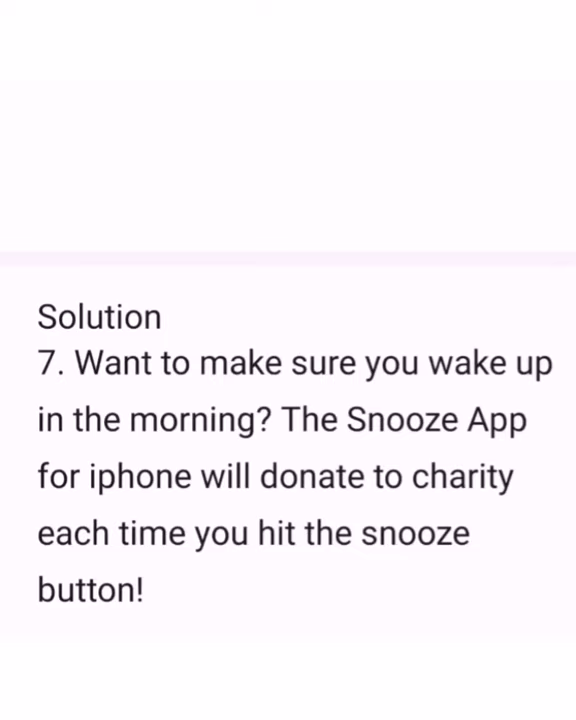 Solution
7. Want to make sure you wake up
in the morning? The Snooze App
for iphone will donate to charity
each time you hit the snooze
button!